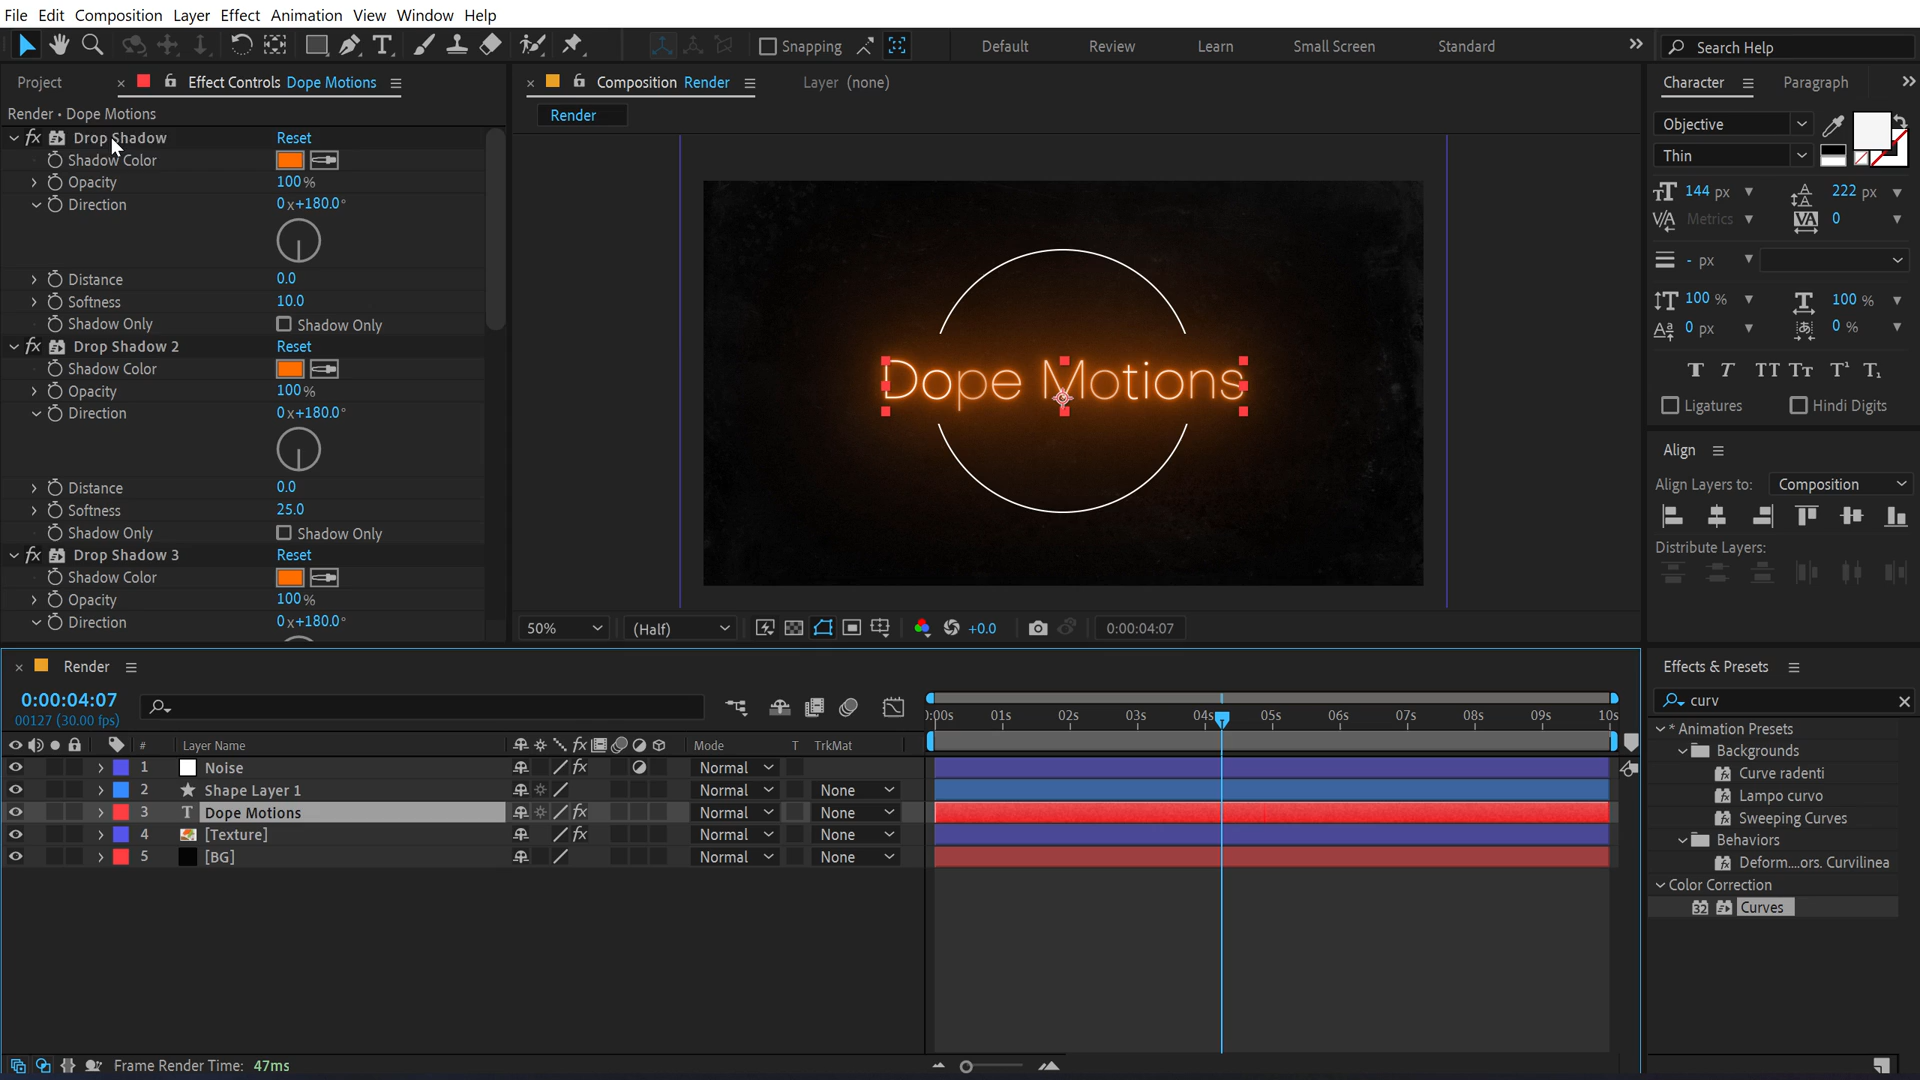 File Edit Composition Layer Effect Animation View Window Help
Snapping Default Review Learn Small Screen Standard Search Help
Project Effect Controls Dope Motions Composition Render Layer (none) Character Paragraph
Render • Dope Motions
Render
Drop Shadow Reset
Shadow Color
Opacity 100 %
Direction 0 x+180.0°
Distance 0.0
Softness 10.0
Shadow Only Shadow Only
Drop Shadow 2 Reset
Shadow Color
Opacity 100 %
Direction 0 x+180.0°
Distance 0.0
Softness 25.0
Shadow Only Shadow Only
Drop Shadow 3 Reset
Shadow Color
Opacity 100 %
Direction 0 x+180.0°
Dope Motions
50% (Half) +0.0 0:00:04:07
Objective
Thin
144 px 222 px
Metrics 0
- px
100 % 100 %
0 px 0 %
Ligatures Hindi Digits
Align
Align Layers to: Composition
Distribute Layers:
Render
0:00:04:07
00127 (30.00 fps)
0:00s 01s 02s 03s 04s 05s 06s 07s 08s 09s 10s
# Layer Name Mode T TrkMat
1 Noise Normal
2 Shape Layer 1 Normal None
3 T Dope Motions Normal None
4 [Texture] Normal None
5 [BG] Normal None
Frame Render Time: 47ms
Effects & Presets
curv
* Animation Presets
Backgrounds
Curve radenti
Lampo curvo
Sweeping Curves
Behaviors
Deform....ors. Curvilinea
Color Correction
32 Curves